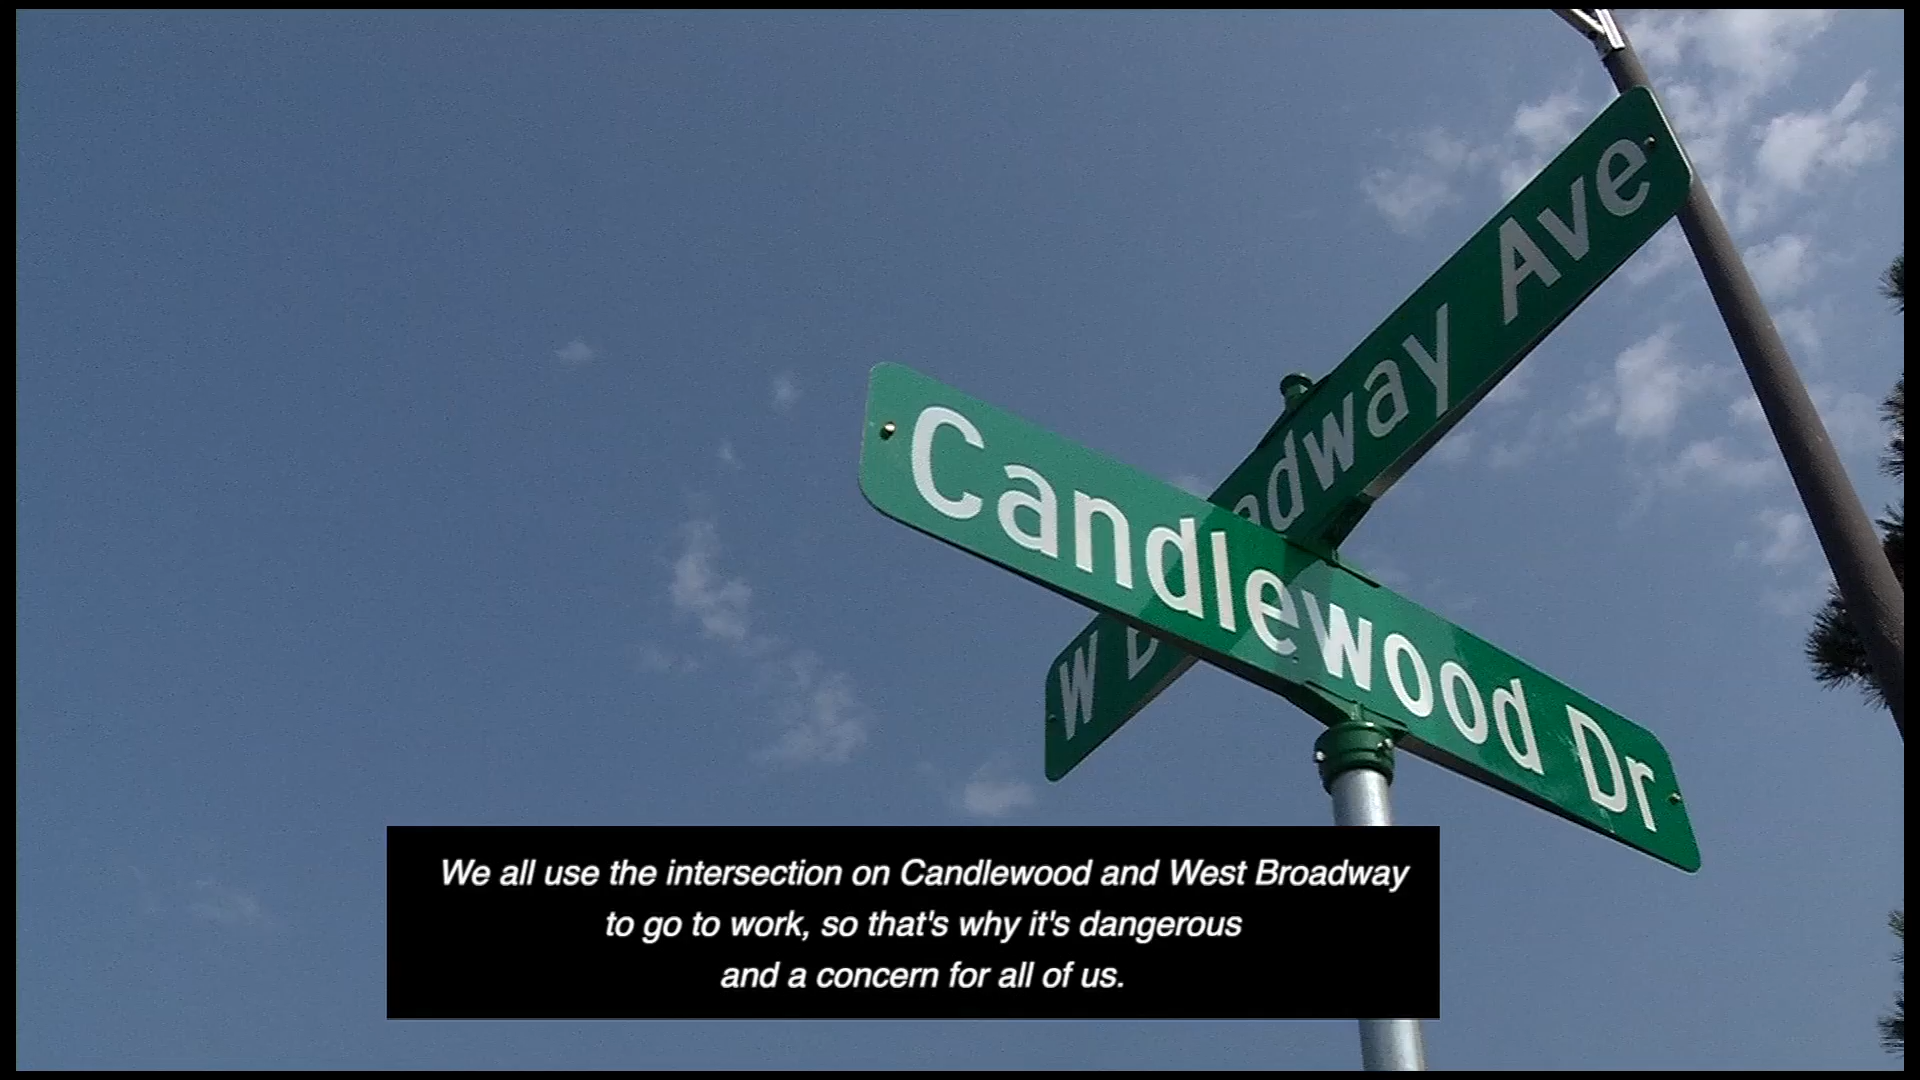 W B adway Ave
Candlewood Dr
We all use the intersection on Candlewood and West Broadway
to go to work, so that's why it's dangerous
and a concern for all of us.